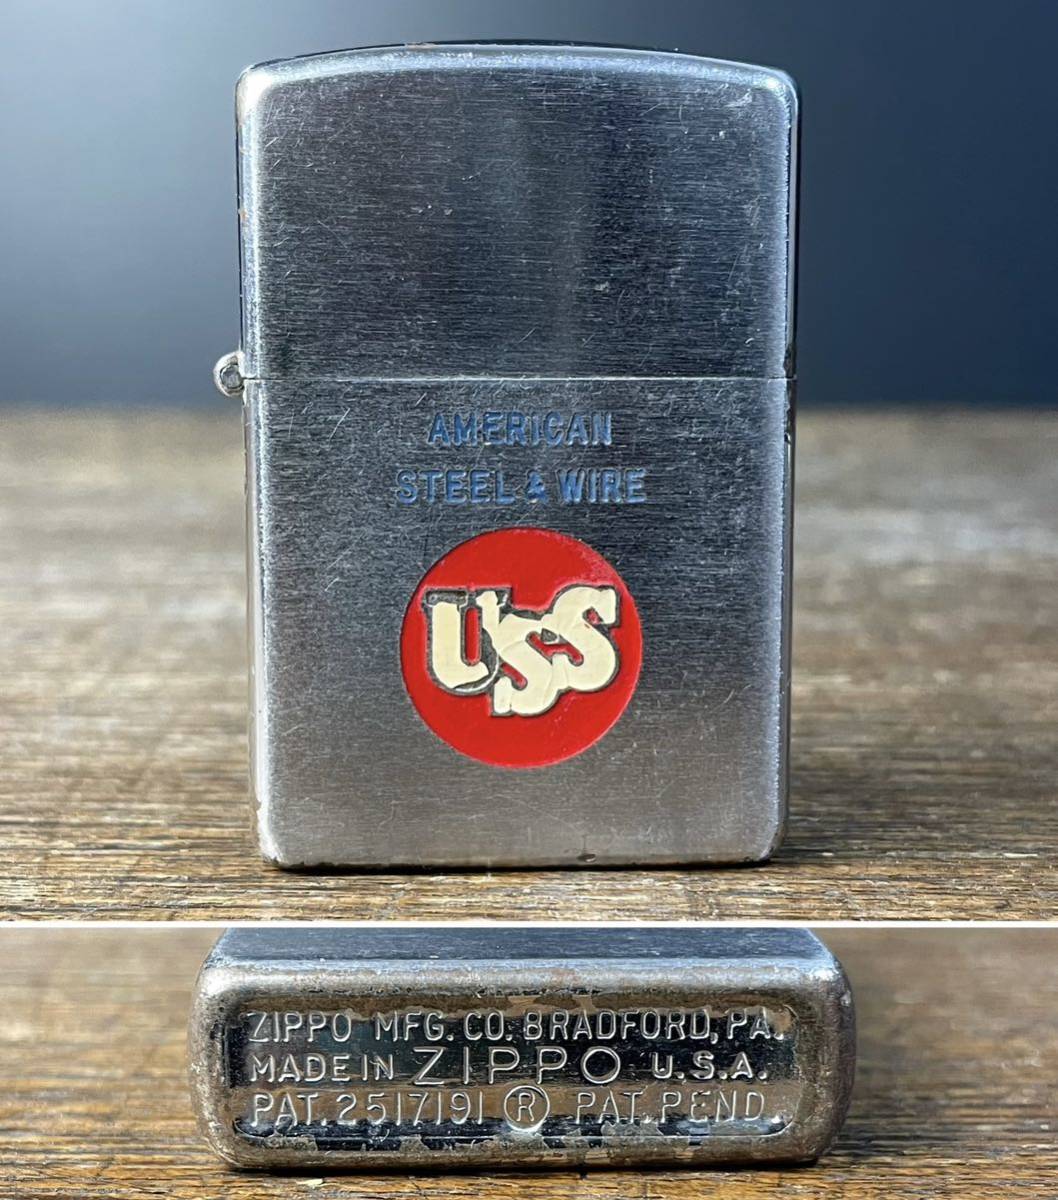 AMERICAN
STEEL & WIRE
USS
ZIPPO MFG. CO. BRADFORD, PA.
MADE IN ZIPPO U.S.A.
PAT. 2517191 ® PAT. PEND.